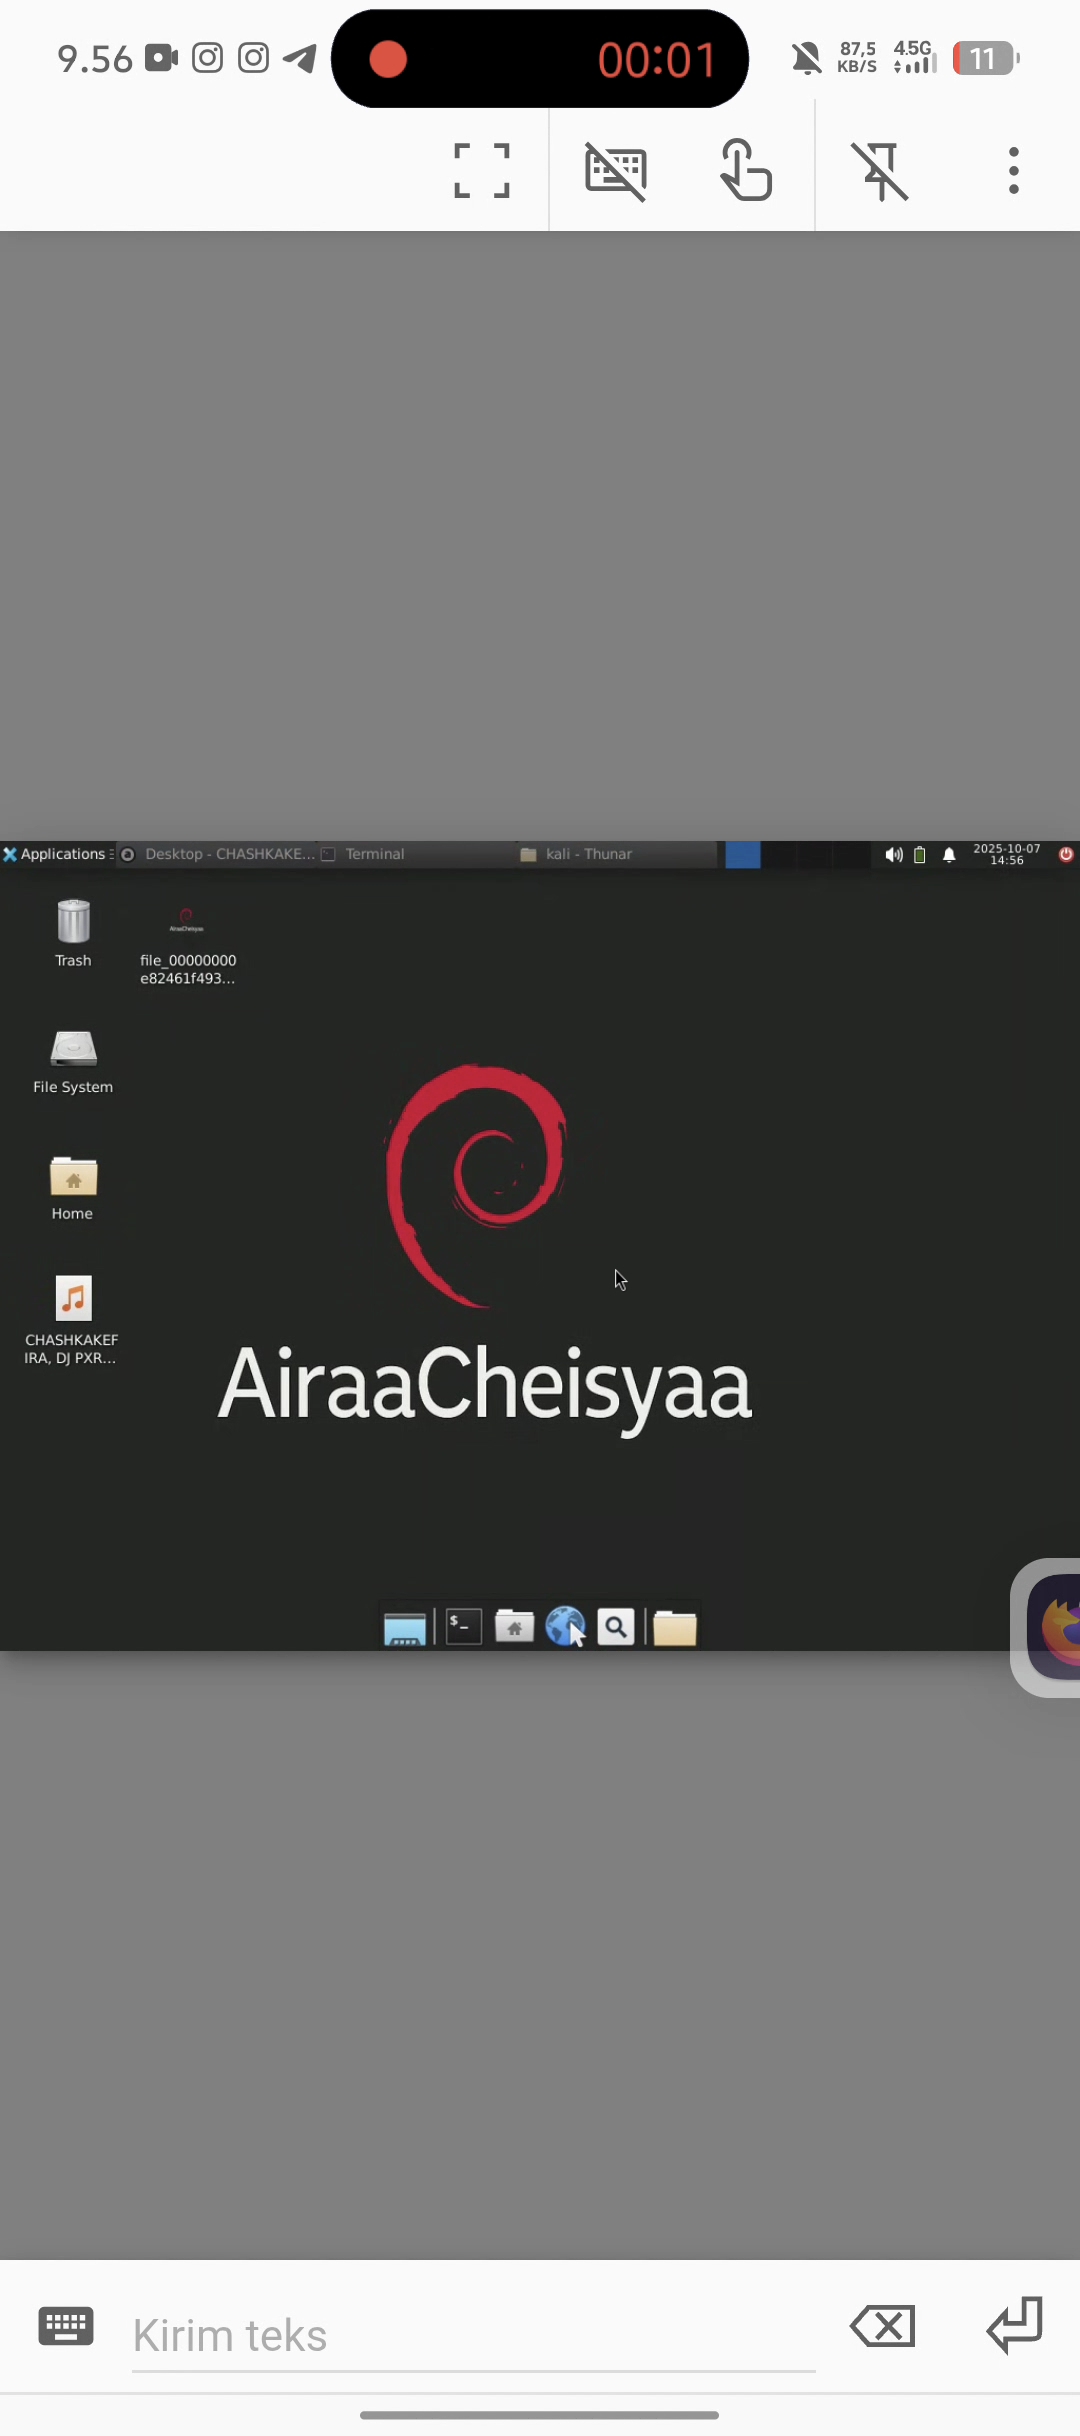 9.56
00:01
87,5
KB/S
4.5G
11
Applications
Desktop - CHASHKAKE...
Terminal
kali - Thunar
2025-10-07
14:56
Trash
file_00000000
e82461f493...
AiraaCheisyaa
File System
Home
CHASHKAKEF
IRA, DJ PXR...
AiraaCheisyaa
$_
Kirim teks